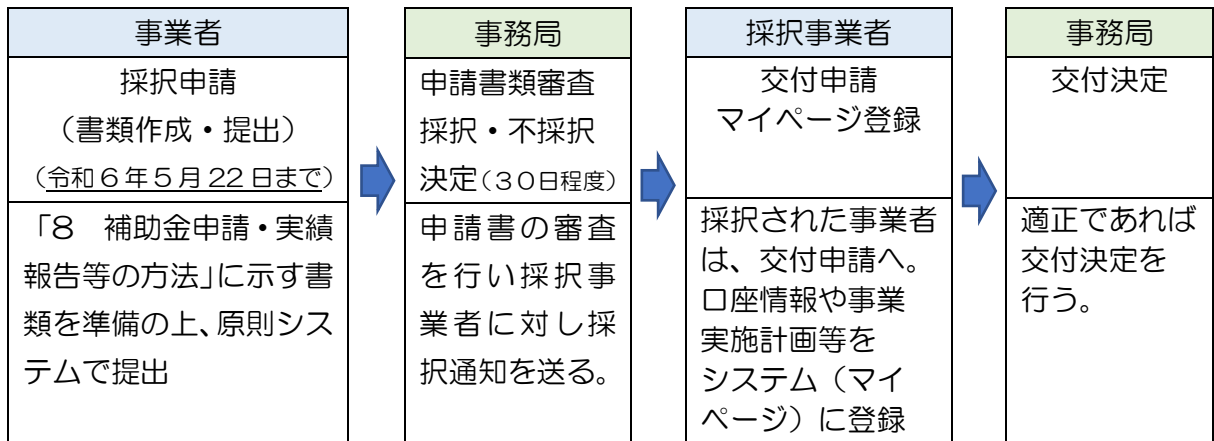 事業者
採択申請
（書類作成・提出）
（令和６年５月22日まで）
「８　補助金申請・実績
報告等の方法」に示す書
類を準備の上、原則シス
テムで提出
事務局
申請書類審査
採択・不採択
決定（３０日程度）
申請書の審査
を行い採択事
業者に対し採
択通知を送る。
採択事業者
交付申請
マイページ登録
採択された事業者
は、交付申請へ。
口座情報や事業
実施計画等を
システム（マイ
ページ）に登録
事務局
交付決定
適正であれば
交付決定を
行う。